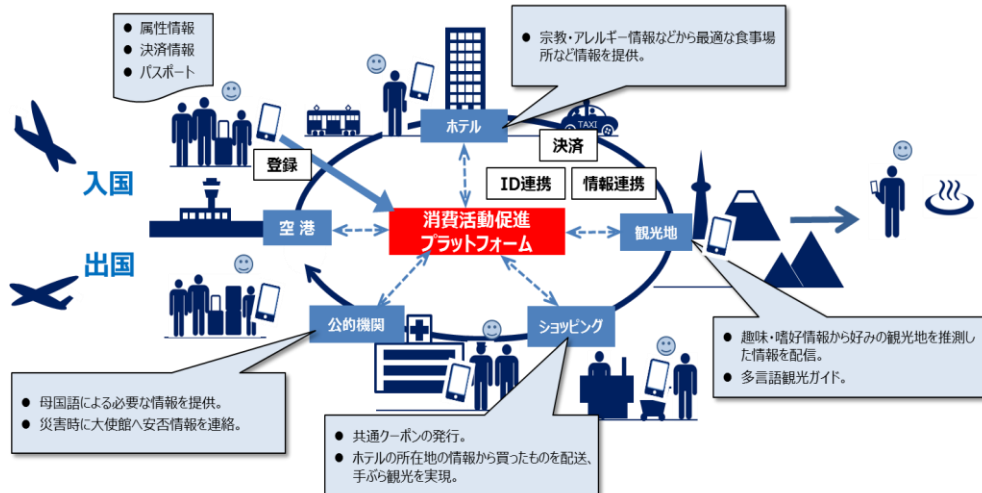 ● 属性情報
● 決済情報
● パスポート
● 宗教・アレルギー情報などから最適な食事場
所など情報を提供。
ホテル
TAXI
決済
登録
ID連携
情報連携
入国
空港
消費活動促進
プラットフォーム
観光地
出国
公的機関
ショッピング
● 趣味・嗜好情報から好みの観光地を推測し
た情報を配信。
● 多言語観光ガイド。
● 母国語による必要な情報を提供。
● 災害時に大使館へ安否情報を連絡。
● 共通クーポンの発行。
● ホテルの所在地の情報から買ったものを配送、
手ぶら観光を実現。